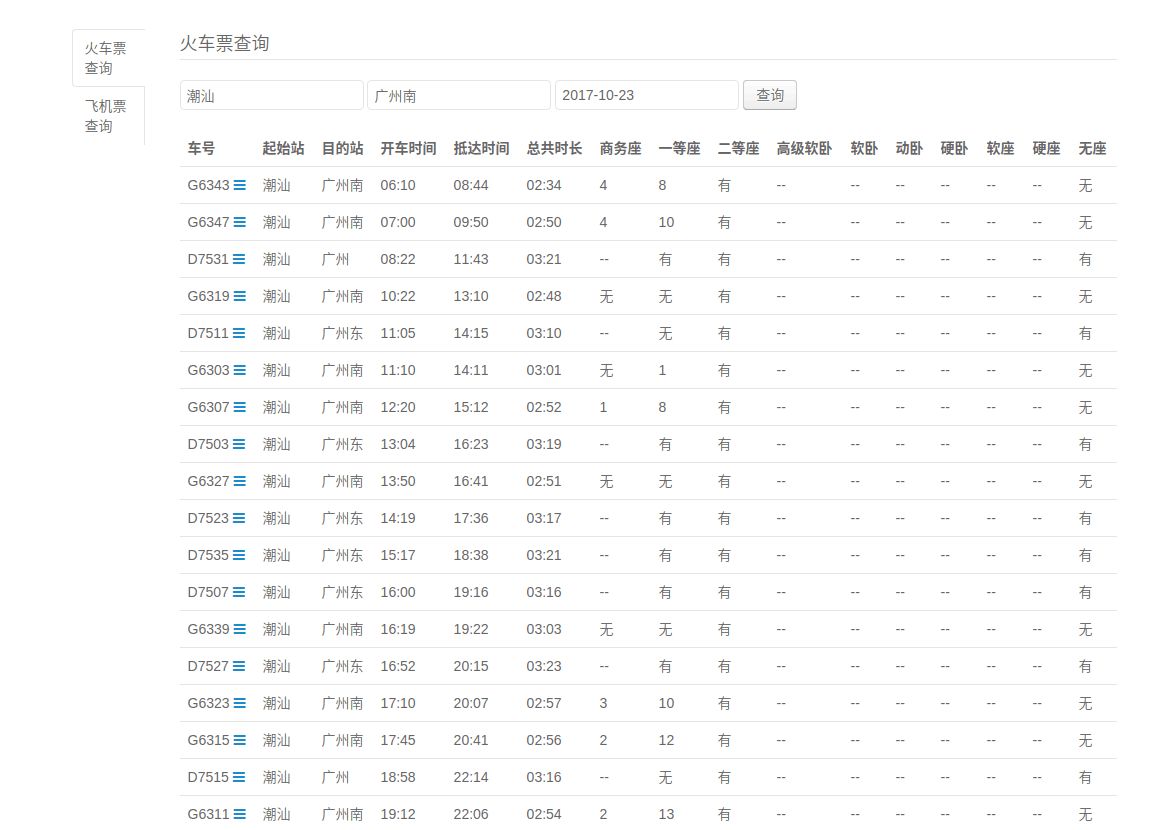 火车票查询
火车票
查询
飞机票
查询
潮汕 广州南 2017-10-23 查询
车号 起始站 目的站 开车时间 抵达时间 总共时长 商务座 一等座 二等座 高级软卧 软卧 动卧 硬卧 软座 硬座 无座
G6343 潮汕 广州南 06:10 08:44 02:34 4 8 有 -- -- -- -- -- -- 无
G6347 潮汕 广州南 07:00 09:50 02:50 4 10 有 -- -- -- -- -- -- 无
D7531 潮汕 广州 08:22 11:43 03:21 -- 有 有 -- -- -- -- -- -- 有
G6319 潮汕 广州南 10:22 13:10 02:48 无 无 有 -- -- -- -- -- -- 无
D7511 潮汕 广州东 11:05 14:15 03:10 -- 无 有 -- -- -- -- -- -- 有
G6303 潮汕 广州南 11:10 14:11 03:01 无 1 有 -- -- -- -- -- -- 无
G6307 潮汕 广州南 12:20 15:12 02:52 1 8 有 -- -- -- -- -- -- 无
D7503 潮汕 广州东 13:04 16:23 03:19 -- 有 有 -- -- -- -- -- -- 有
G6327 潮汕 广州南 13:50 16:41 02:51 无 无 有 -- -- -- -- -- -- 无
D7523 潮汕 广州东 14:19 17:36 03:17 -- 有 有 -- -- -- -- -- -- 有
D7535 潮汕 广州东 15:17 18:38 03:21 -- 有 有 -- -- -- -- -- -- 有
D7507 潮汕 广州东 16:00 19:16 03:16 -- 有 有 -- -- -- -- -- -- 有
G6339 潮汕 广州南 16:19 19:22 03:03 无 无 有 -- -- -- -- -- -- 无
D7527 潮汕 广州东 16:52 20:15 03:23 -- 有 有 -- -- -- -- -- -- 有
G6323 潮汕 广州南 17:10 20:07 02:57 3 10 有 -- -- -- -- -- -- 无
G6315 潮汕 广州南 17:45 20:41 02:56 2 12 有 -- -- -- -- -- -- 无
D7515 潮汕 广州 18:58 22:14 03:16 -- 无 有 -- -- -- -- -- -- 有
G6311 潮汕 广州南 19:12 22:06 02:54 2 13 有 -- -- -- -- -- -- 无